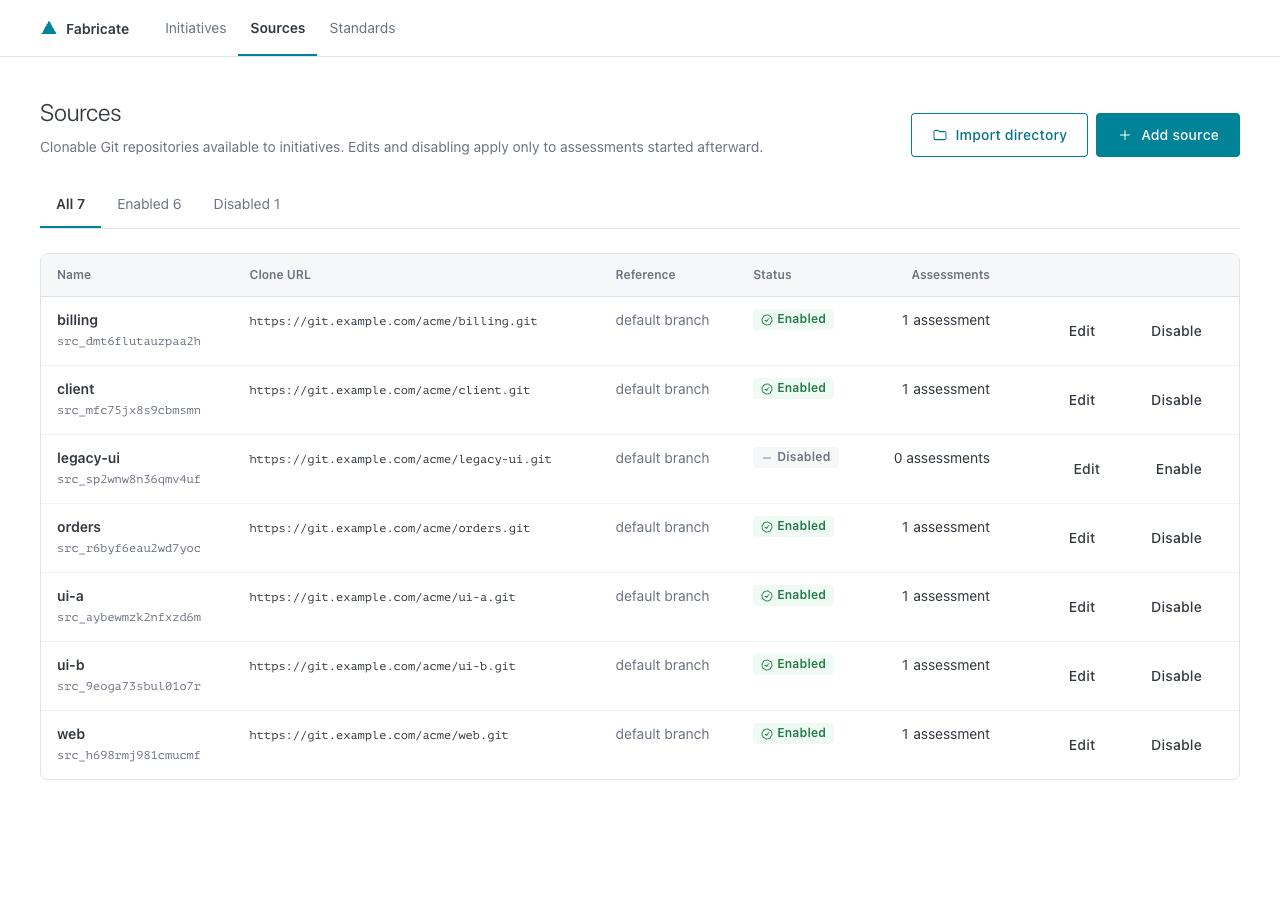 Fabricate Initiatives Sources Standards
Sources
Clonable Git repositories available to initiatives. Edits and disabling apply only to assessments started afterward.
Import directory
Add source
All 7 Enabled 6 Disabled 1
Name Clone URL Reference Status Assessments
billing https://git.example.com/acme/billing.git default branch Enabled 1 assessment Edit Disable
src_dmt6flutauzpaa2h
client https://git.example.com/acme/client.git default branch Enabled 1 assessment Edit Disable
src_mfc75jx8s9cbmsmn
legacy-ui https://git.example.com/acme/legacy-ui.git default branch Disabled 0 assessments Edit Enable
src_sp2wnw8n36qmv4uf
orders https://git.example.com/acme/orders.git default branch Enabled 1 assessment Edit Disable
src_r6byf6eau2wd7yoc
ui-a https://git.example.com/acme/ui-a.git default branch Enabled 1 assessment Edit Disable
src_aybewmzk2nfxzd6m
ui-b https://git.example.com/acme/ui-b.git default branch Enabled 1 assessment Edit Disable
src_9eoga73sbul01o7r
web https://git.example.com/acme/web.git default branch Enabled 1 assessment Edit Disable
src_h698rmj981cmucmf